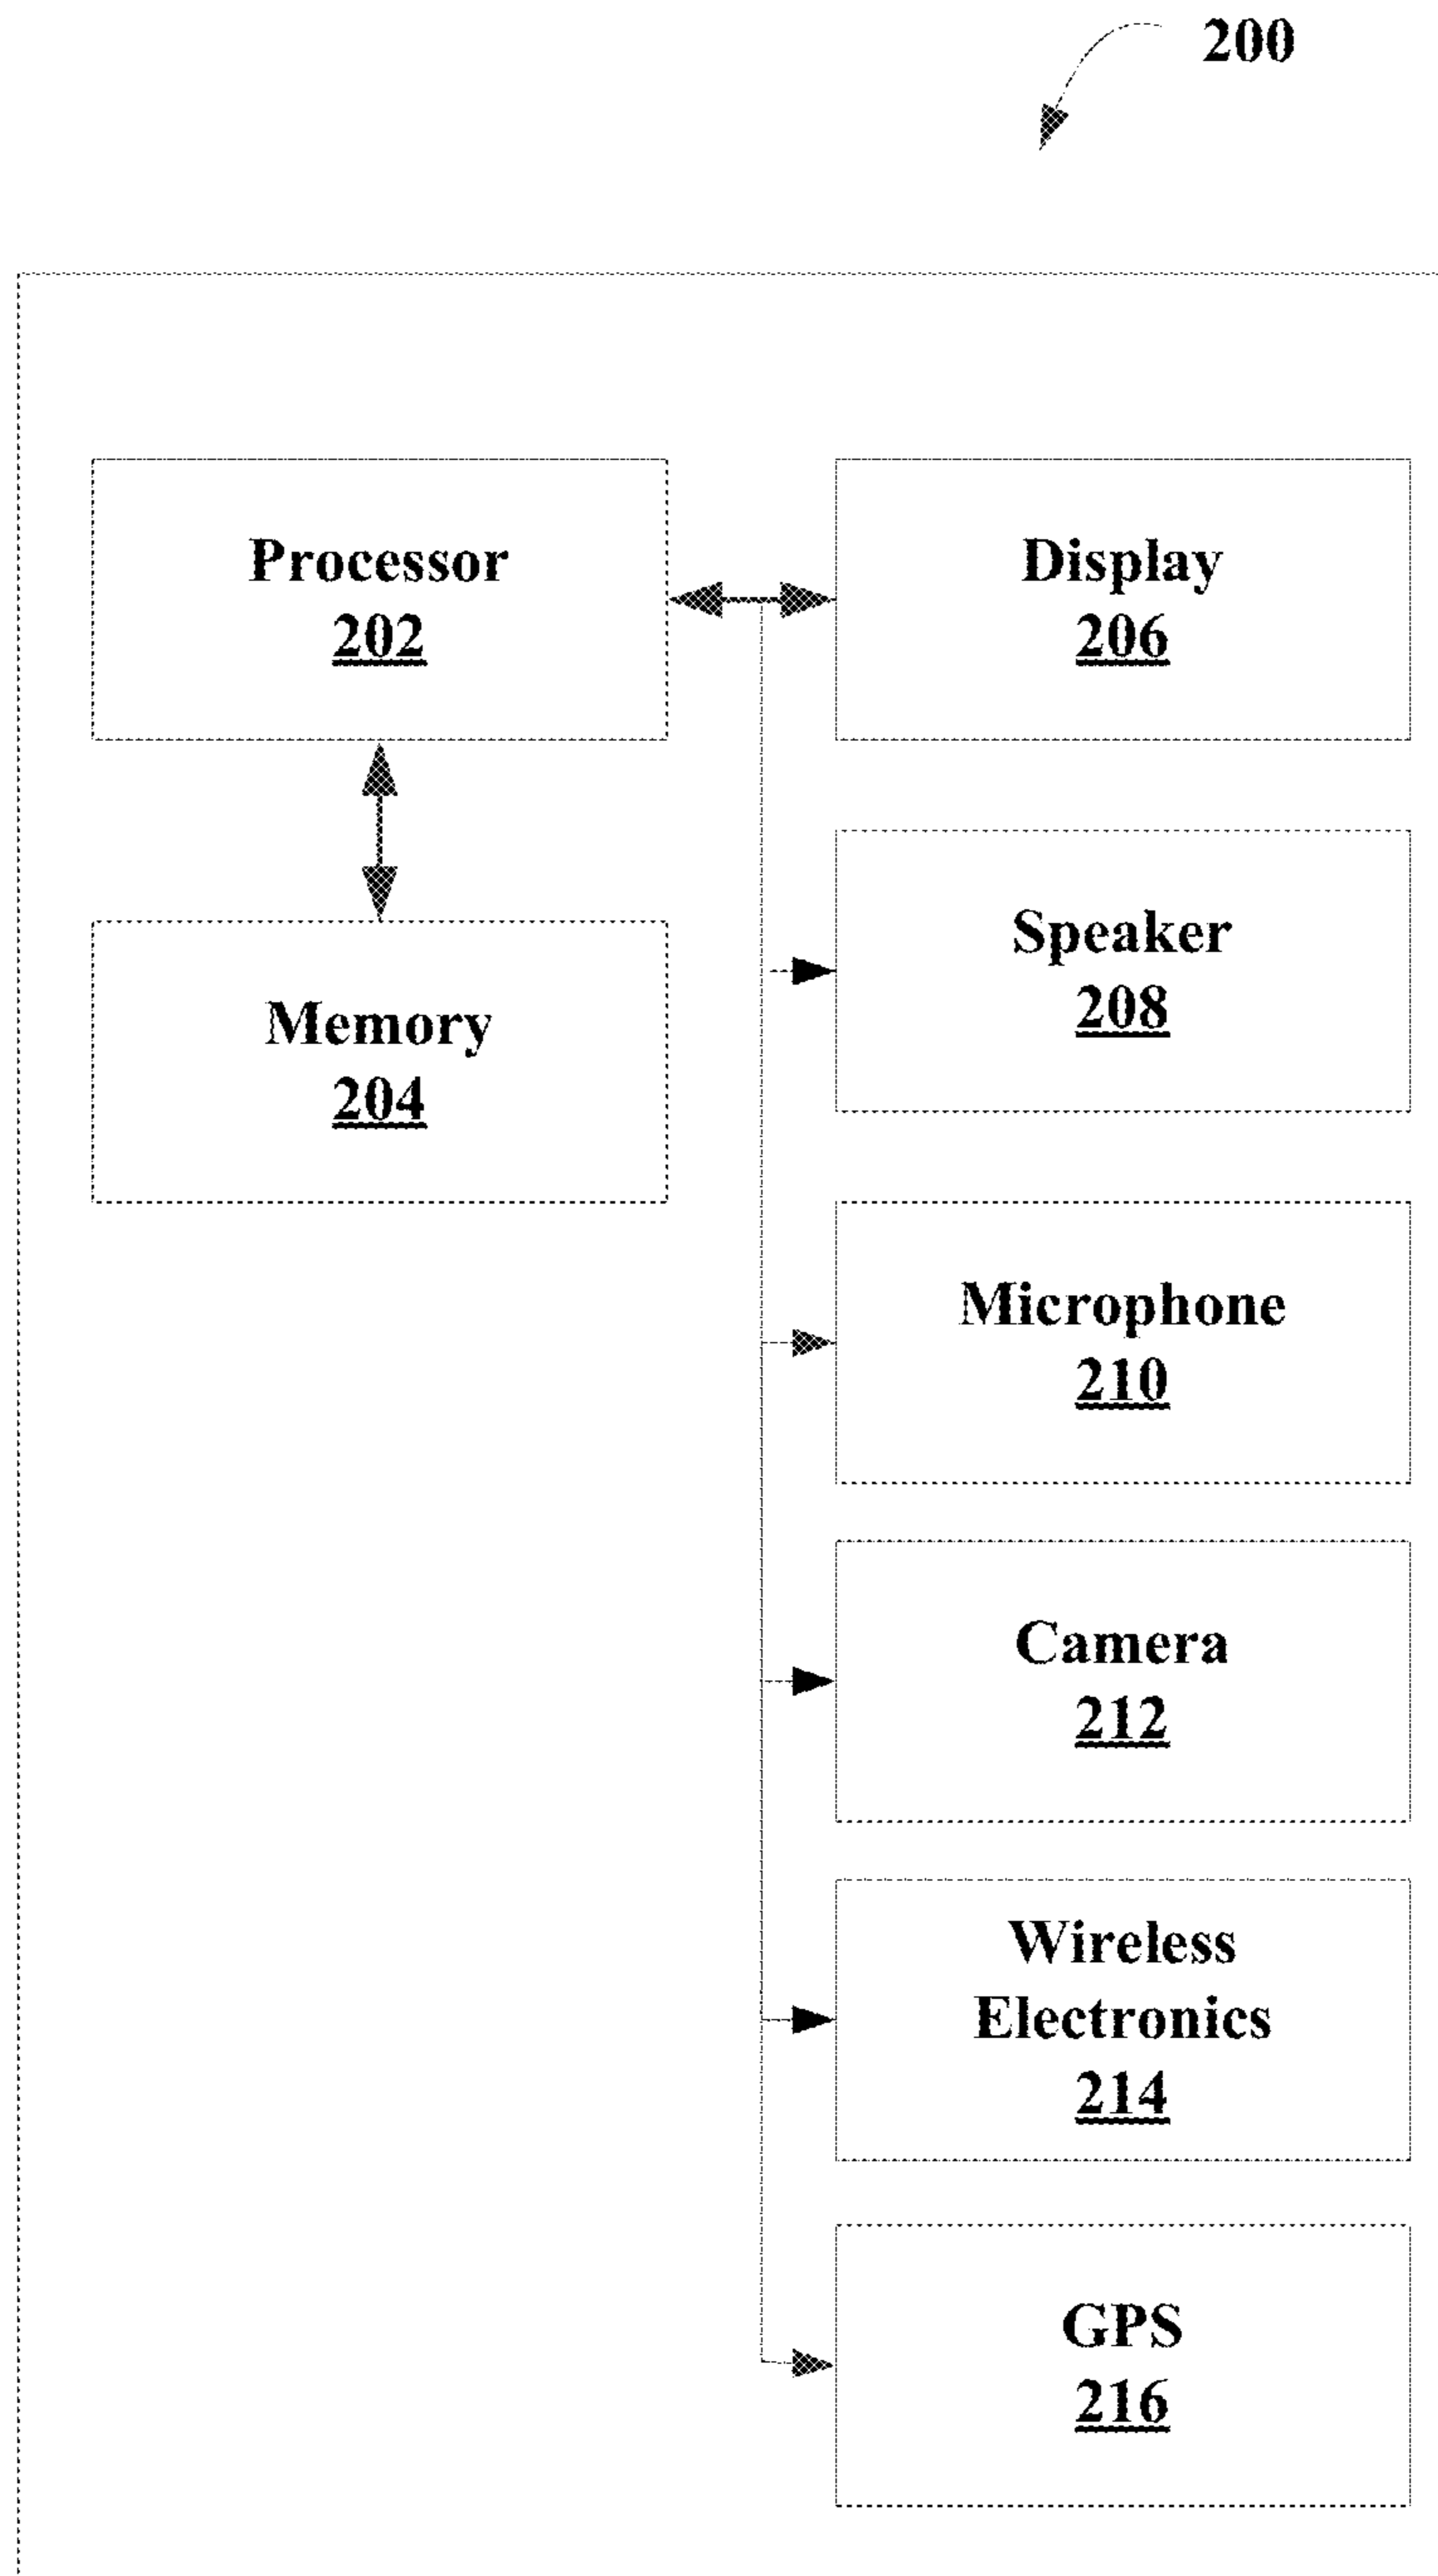 200
Processor
202
Display
206
Memory
204
Speaker
208
Microphone
210
Camera
212
Wireless
Electronics
214
GPS
216